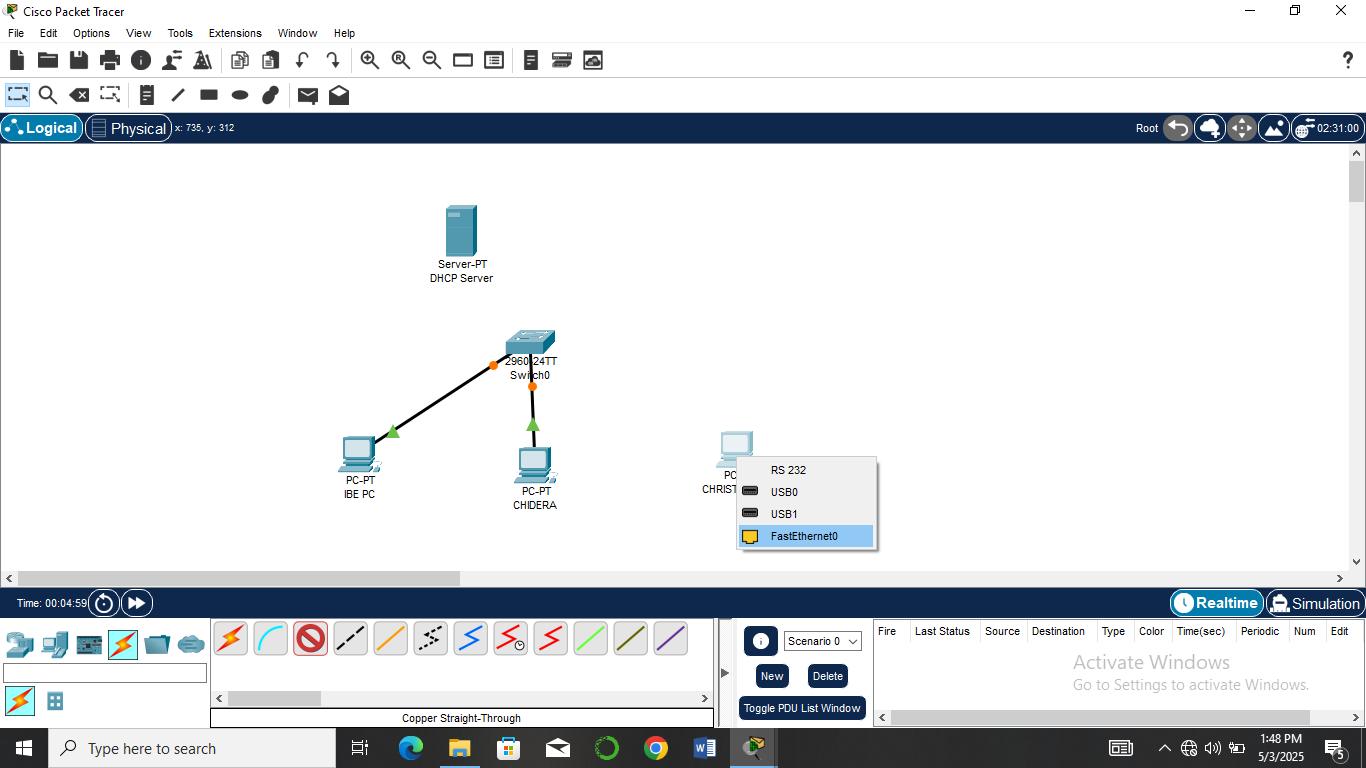 Cisco Packet Tracer
File Edit Options View Tools Extensions Window Help
?
Logical Physical x: 735, y: 312 Root 02:31:00
Server-PT
DHCP Server
2960-24TT
Switch0
PC-PT
IBE PC
PC-PT
CHIDERA
PC
CHRIST
RS 232
USB0
USB1
FastEthernet0
Time: 00:04:59 Realtime Simulation
Scenario 0
New Delete
Toggle PDU List Window
Fire Last Status Source Destination Type Color Time(sec) Periodic Num Edit
Activate Windows
Go to Settings to activate Windows.
Copper Straight-Through
Type here to search
1:48 PM
5/3/2025
5